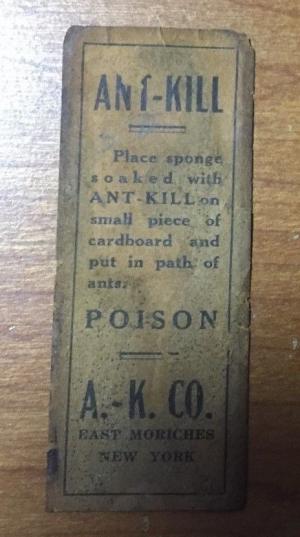 ANT-KILL
Place sponge
soaked with
ANT-KILL on
small piece of
cardboard and
put in path of
ants.
POISON
A.-K. CO.
EAST MORICHES
NEW YORK